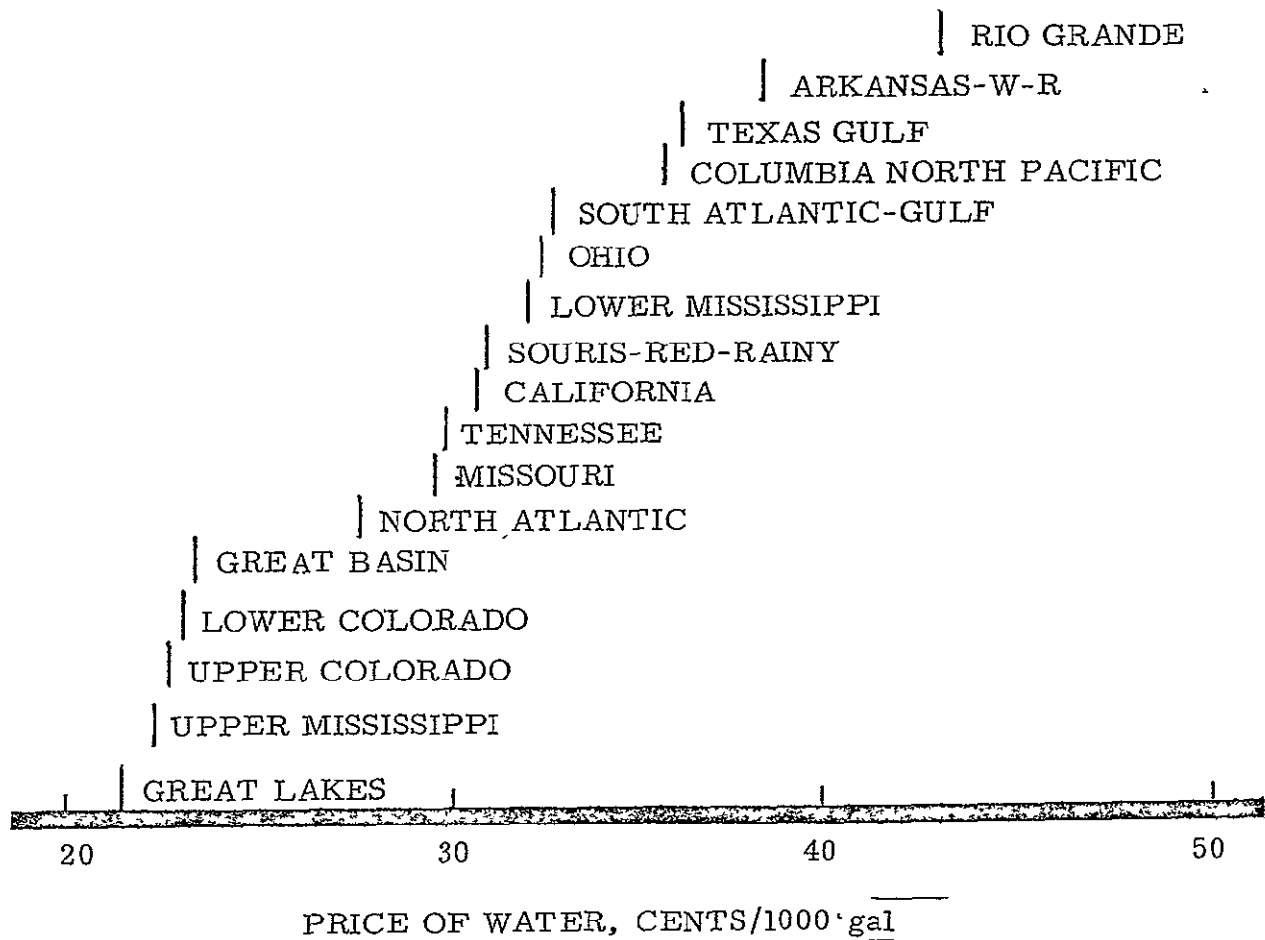 RIO GRANDE
ARKANSAS-W-R
TEXAS GULF
COLUMBIA NORTH PACIFIC
SOUTH ATLANTIC-GULF
OHIO
LOWER MISSISSIPPI
SOURIS-RED-RAINY
CALIFORNIA
TENNESSEE
MISSOURI
NORTH ATLANTIC
GREAT BASIN
LOWER COLORADO
UPPER COLORADO
UPPER MISSISSIPPI
GREAT LAKES
20 30 40 50
PRICE OF WATER, CENTS/1000 gal